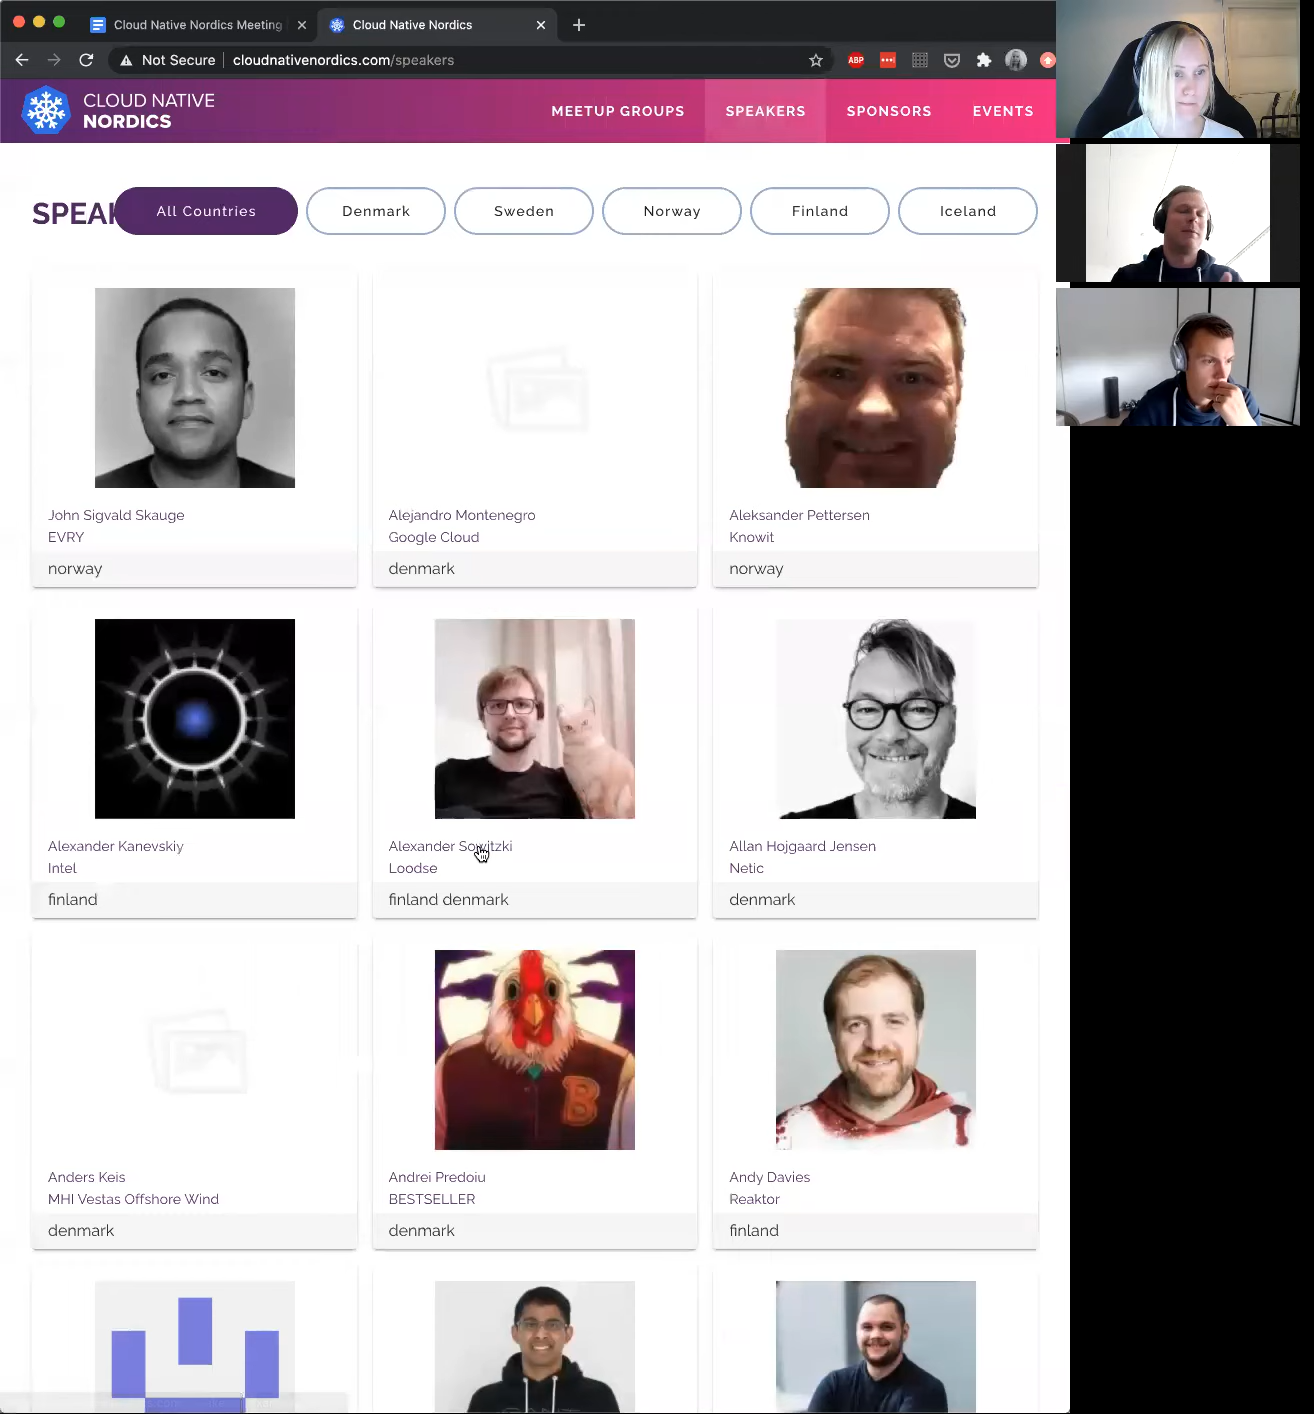 Cloud Native Nordics Meeting
Cloud Native Nordics
Not Secure
cloudnativenordics.com/speakers
ABP
CLOUD NATIVE
NORDICS
MEETUP GROUPS
SPEAKERS
SPONSORS
EVENTS
SPEA
All Countries
Denmark
Sweden
Norway
Finland
Iceland
John Sigvald Skauge
EVRY
norway
Alejandro Montenegro
Google Cloud
denmark
Aleksander Pettersen
Knowit
norway
Alexander Kanevskiy
Intel
finland
Alexander Sowitzki
Loodse
finland denmark
Allan Hojgaard Jensen
Netic
denmark
Anders Keis
MHI Vestas Offshore Wind
denmark
Andrei Predoiu
BESTSELLER
denmark
B
Andy Davies
Reaktor
finland